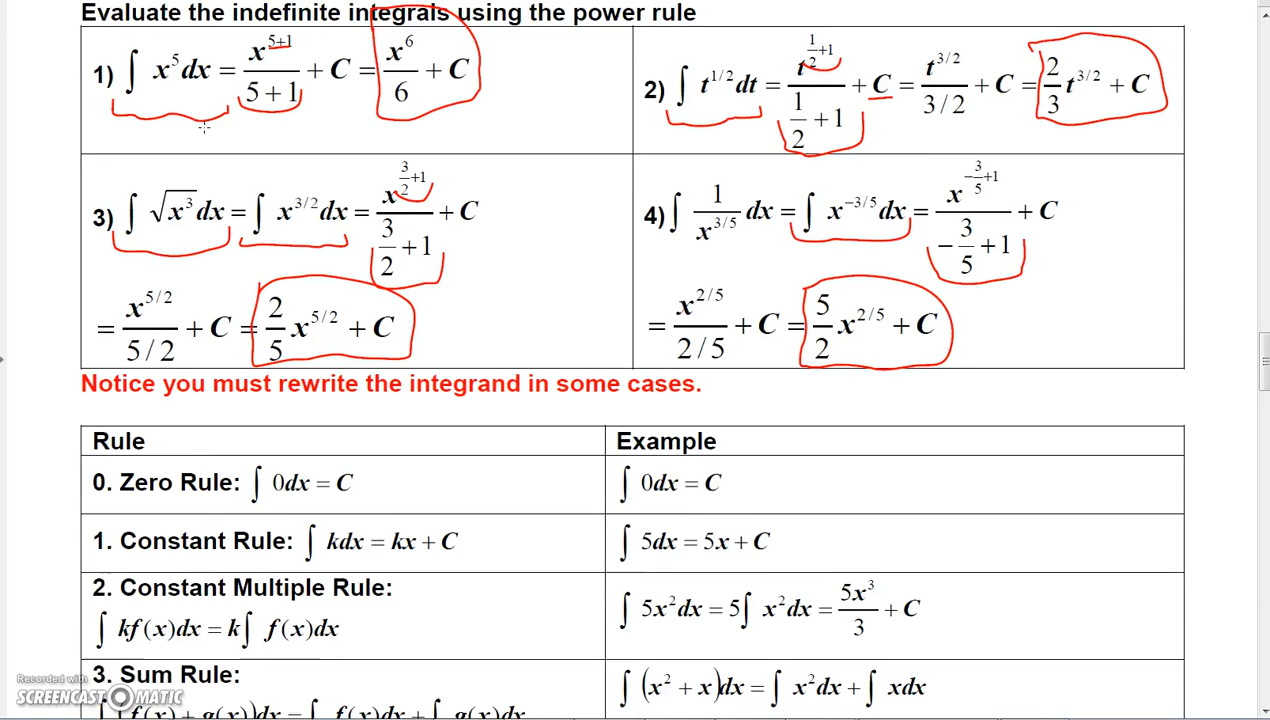 Evaluate the indefinite integrals using the power rule
1) ∫ x^5 dx = x^(5+1)/(5+1) + C = x^6/6 + C
2) ∫ t^(1/2) dt = t^(1/2+1)/(1/2+1) + C = t^(3/2)/(3/2) + C = 2/3 t^(3/2) + C
3) ∫ √(x^3) dx = ∫ x^(3/2) dx = x^(3/2+1)/(3/2+1) + C
= x^(5/2)/(5/2) + C = 2/5 x^(5/2) + C
4) ∫ 1/x^(3/5) dx = ∫ x^(-3/5) dx = x^(-3/5+1)/(-3/5+1) + C
= x^(2/5)/(2/5) + C = 5/2 x^(2/5) + C
Notice you must rewrite the integrand in some cases.
Rule
Example
0. Zero Rule: ∫ 0dx = C
∫ 0dx = C
1. Constant Rule: ∫ kdx = kx + C
∫ 5dx = 5x + C
2. Constant Multiple Rule:
∫ kf(x)dx = k∫ f(x)dx
∫ 5x^2 dx = 5∫ x^2 dx = 5x^3/3 + C
3. Sum Rule:
∫ (f(x) + g(x))dx = ∫ f(x)dx + ∫ g(x)dx
∫ (x^2 + x)dx = ∫ x^2 dx + ∫ xdx
Recorded with
SCREENCAST MATIC